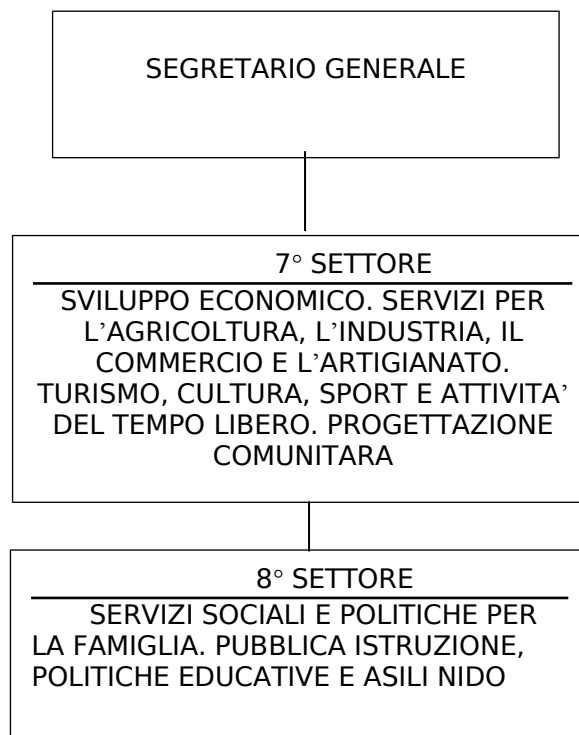 SEGRETARIO GENERALE
7° SETTORE
SVILUPPO ECONOMICO. SERVIZI PER
L’AGRICOLTURA, L’INDUSTRIA, IL
COMMERCIO E L’ARTIGIANATO.
TURISMO, CULTURA, SPORT E ATTIVITA’
DEL TEMPO LIBERO. PROGETTAZIONE
COMUNITARA
8° SETTORE
SERVIZI SOCIALI E POLITICHE PER
LA FAMIGLIA. PUBBLICA ISTRUZIONE,
POLITICHE EDUCATIVE E ASILI NIDO